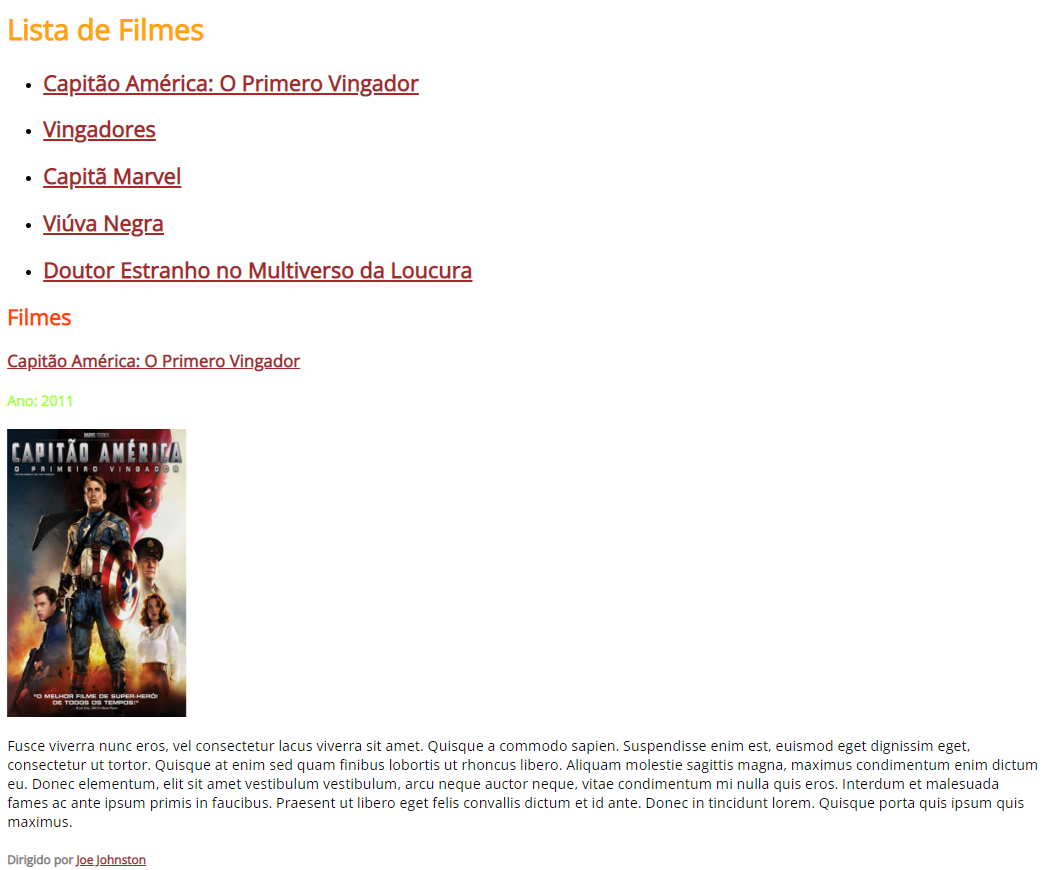 Lista de Filmes
Capitão América: O Primero Vingador
Vingadores
Capitã Marvel
Viúva Negra
Doutor Estranho no Multiverso da Loucura
Filmes
Capitão América: O Primero Vingador
Ano: 2011
MARVEL STUDIOS
CAPITÃO AMÉRICA
O PRIMEIRO VINGADOR
"O MELHOR FILME DE SUPER-HERÓI
DE TODOS OS TEMPOS!"
Fusce viverra nunc eros, vel consectetur lacus viverra sit amet. Quisque a commodo sapien. Suspendisse enim est, euismod eget dignissim eget,
consectetur ut tortor. Quisque at enim sed quam finibus lobortis ut rhoncus libero. Aliquam molestie sagittis magna, maximus condimentum enim dictum
eu. Donec elementum, elit sit amet vestibulum vestibulum, arcu neque auctor neque, vitae condimentum mi nulla quis eros. Interdum et malesuada
fames ac ante ipsum primis in faucibus. Praesent ut libero eget felis convallis dictum et id ante. Donec in tincidunt lorem. Quisque porta quis ipsum quis
maximus.
Dirigido por Joe Johnston